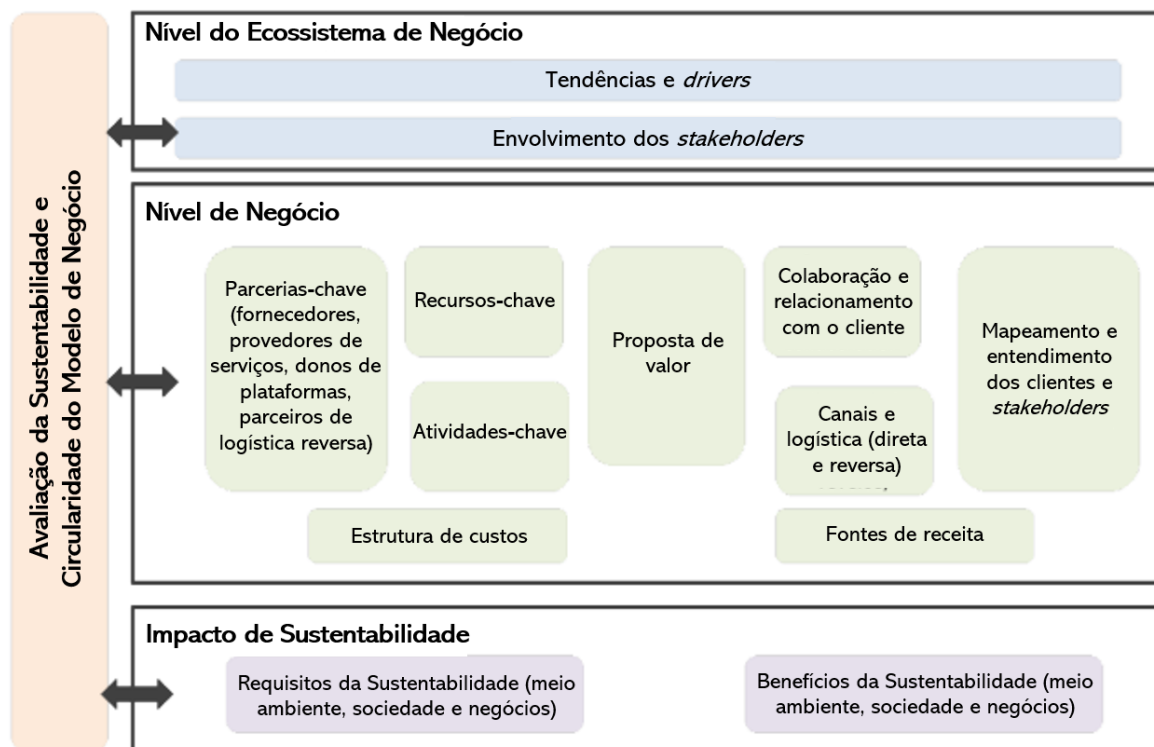 Avaliação da Sustentabilidade e
Circularidade do Modelo de Negócio
Nível do Ecossistema de Negócio
Tendências e drivers
Envolvimento dos stakeholders
Nível de Negócio
Parcerias-chave
(fornecedores,
provedores de
serviços, donos de
plataformas,
parceiros de
logística reversa)
Recursos-chave
Atividades-chave
Proposta de
valor
Colaboração e
relacionamento
com o cliente
Canais e
logística (direta
e reversa)
Mapeamento e
entendimento
dos clientes e
stakeholders
Estrutura de custos
Fontes de receita
Impacto de Sustentabilidade
Requisitos da Sustentabilidade (meio
ambiente, sociedade e negócios)
Benefícios da Sustentabilidade (meio
ambiente, sociedade e negócios)